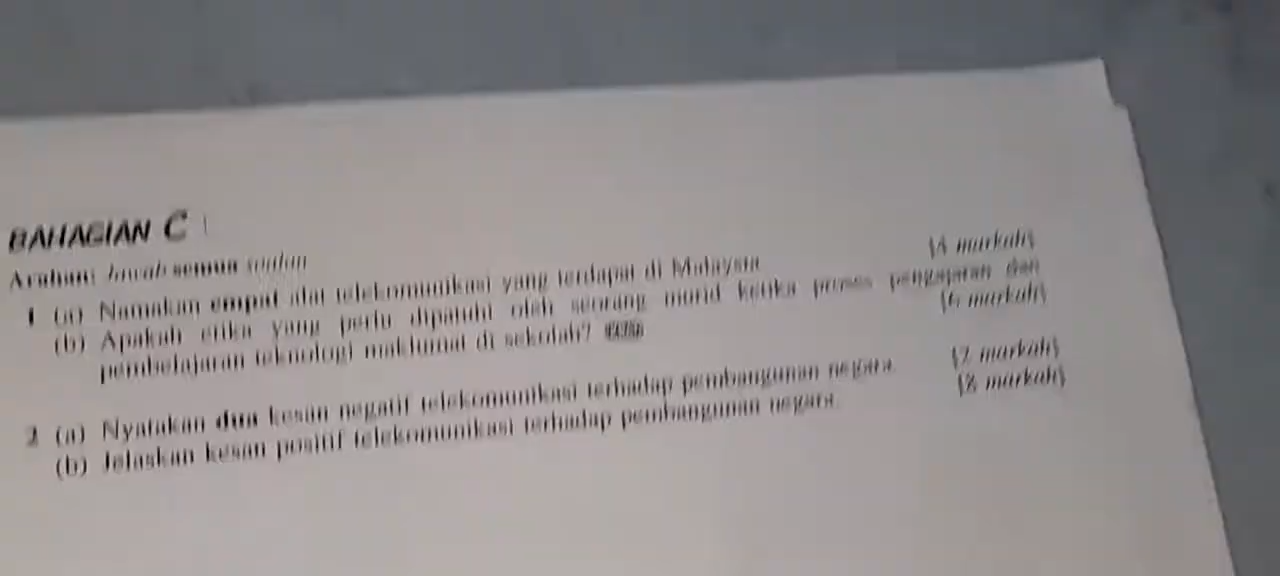 BAHAGIAN C
Arahan: Jawab semua soalan
1 (a) Namakan empat alat telekomunikasi yang terdapat di Malaysia. [4 markah]
(b) Apakah etika yang perlu dipatuhi oleh seorang murid ketika proses pengajaran dan
pembelajaran teknologi maklumat di sekolah? [6 markah]
2 (a) Nyatakan dua kesan negatif telekomunikasi terhadap pembangunan negara. [2 markah]
(b) Jelaskan kesan positif telekomunikasi terhadap pembangunan negara. [8 markah]